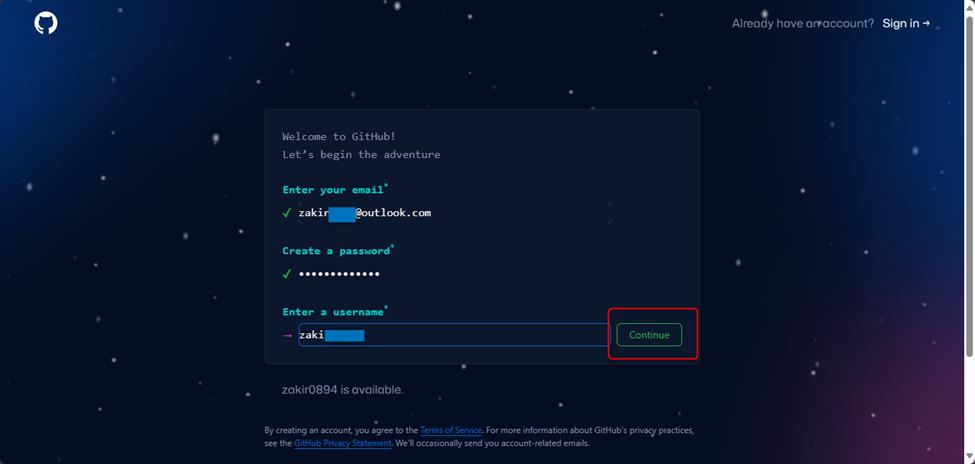 Already have an account? Sign in →
Welcome to GitHub!
Let's begin the adventure
Enter your email*
✓ zakir @outlook.com
Create a password*
✓ •••••••••••••
Enter a username*
→ zaki
Continue
zakir0894 is available.
By creating an account, you agree to the Terms of Service. For more information about GitHub's privacy practices,
see the GitHub Privacy Statement. We'll occasionally send you account-related emails.